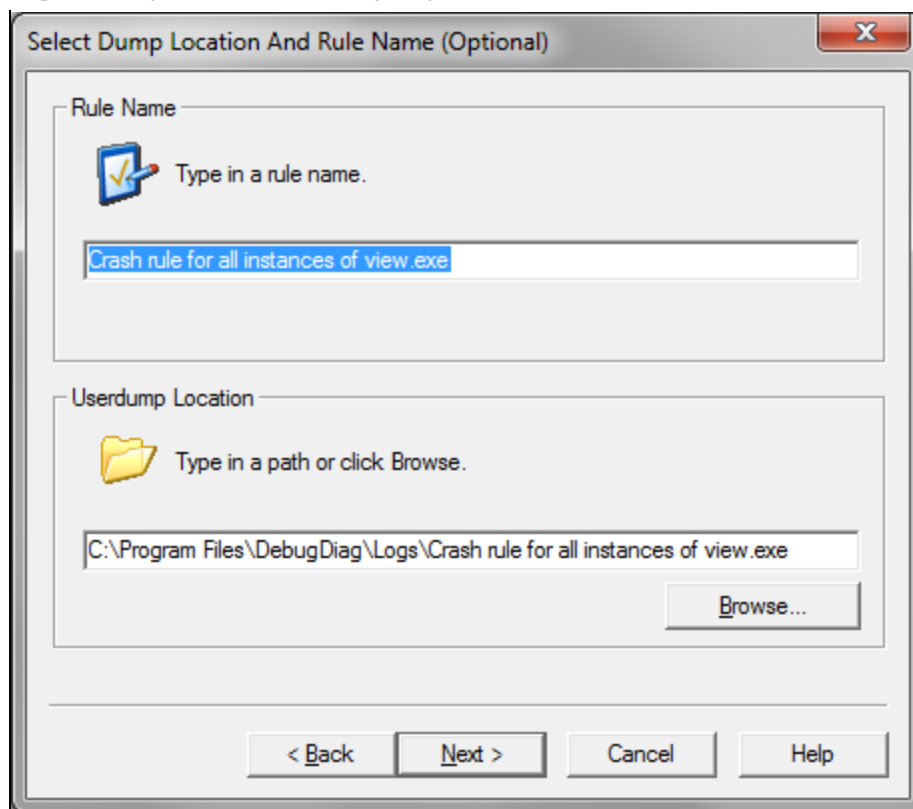 Select Dump Location And Rule Name (Optional)
Rule Name
Type in a rule name.
Crash rule for all instances of view.exe
Userdump Location
Type in a path or click Browse.
C:\Program Files\DebugDiag\Logs\Crash rule for all instances of view.exe
Browse...
< Back Next > Cancel Help